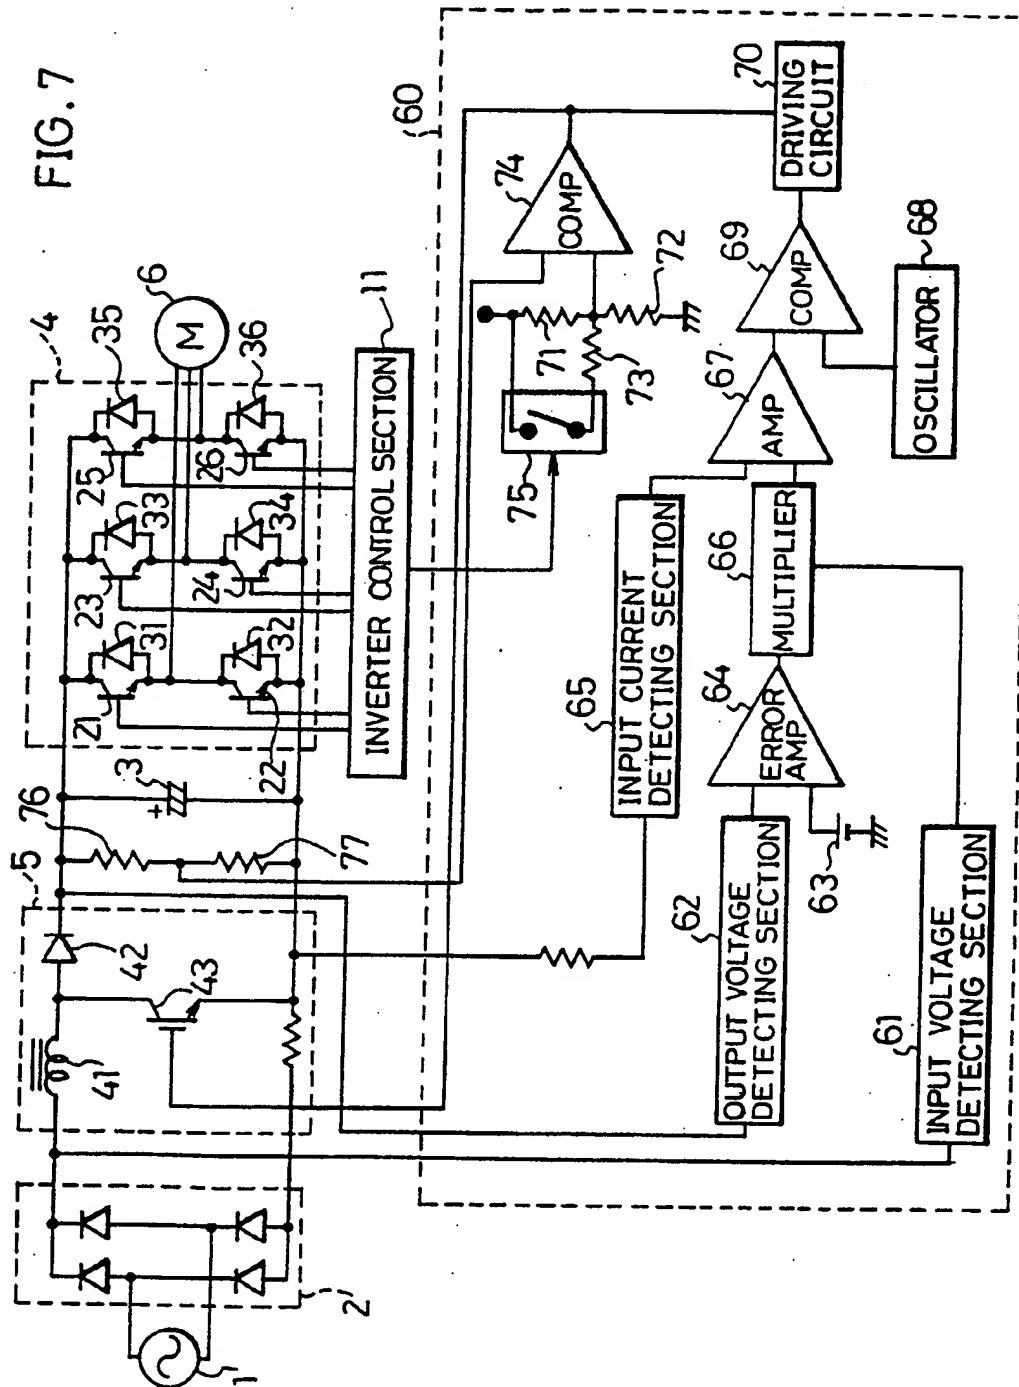 FIG. 7
1
2
5
41
42
43
76
77
3
4
21
22
23
24
25
26
31
32
33
34
35
36
M
6
INVERTER CONTROL SECTION
11
60
61
INPUT VOLTAGE
DETECTING SECTION
62
OUTPUT VOLTAGE
DETECTING SECTION
63
64
ERROR
AMP
65
INPUT CURRENT
DETECTING SECTION
66
MULTIPLIER
67
AMP
68
OSCILLATOR
69
COMP
70
DRIVING
CIRCUIT
71
72
73
74
COMP
75
+